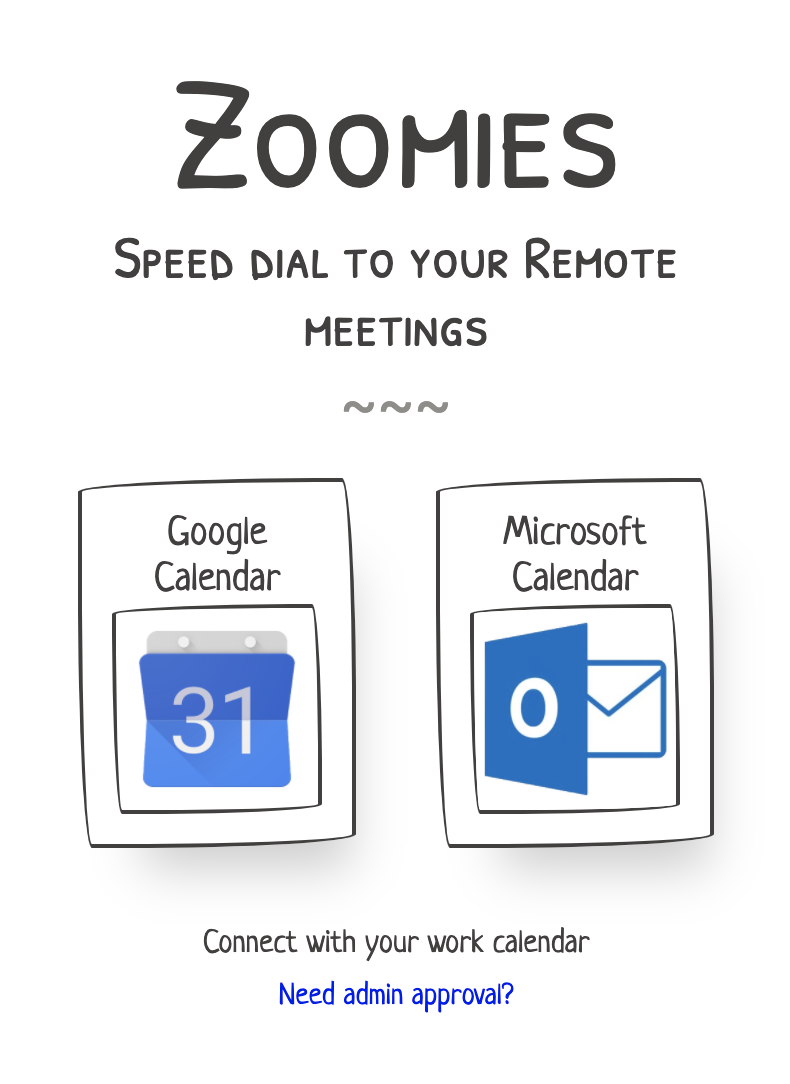 Zoomies
Speed dial to your Remote
meetings
~~~
Google
Calendar
31
Microsoft
Calendar
O
Connect with your work calendar
Need admin approval?